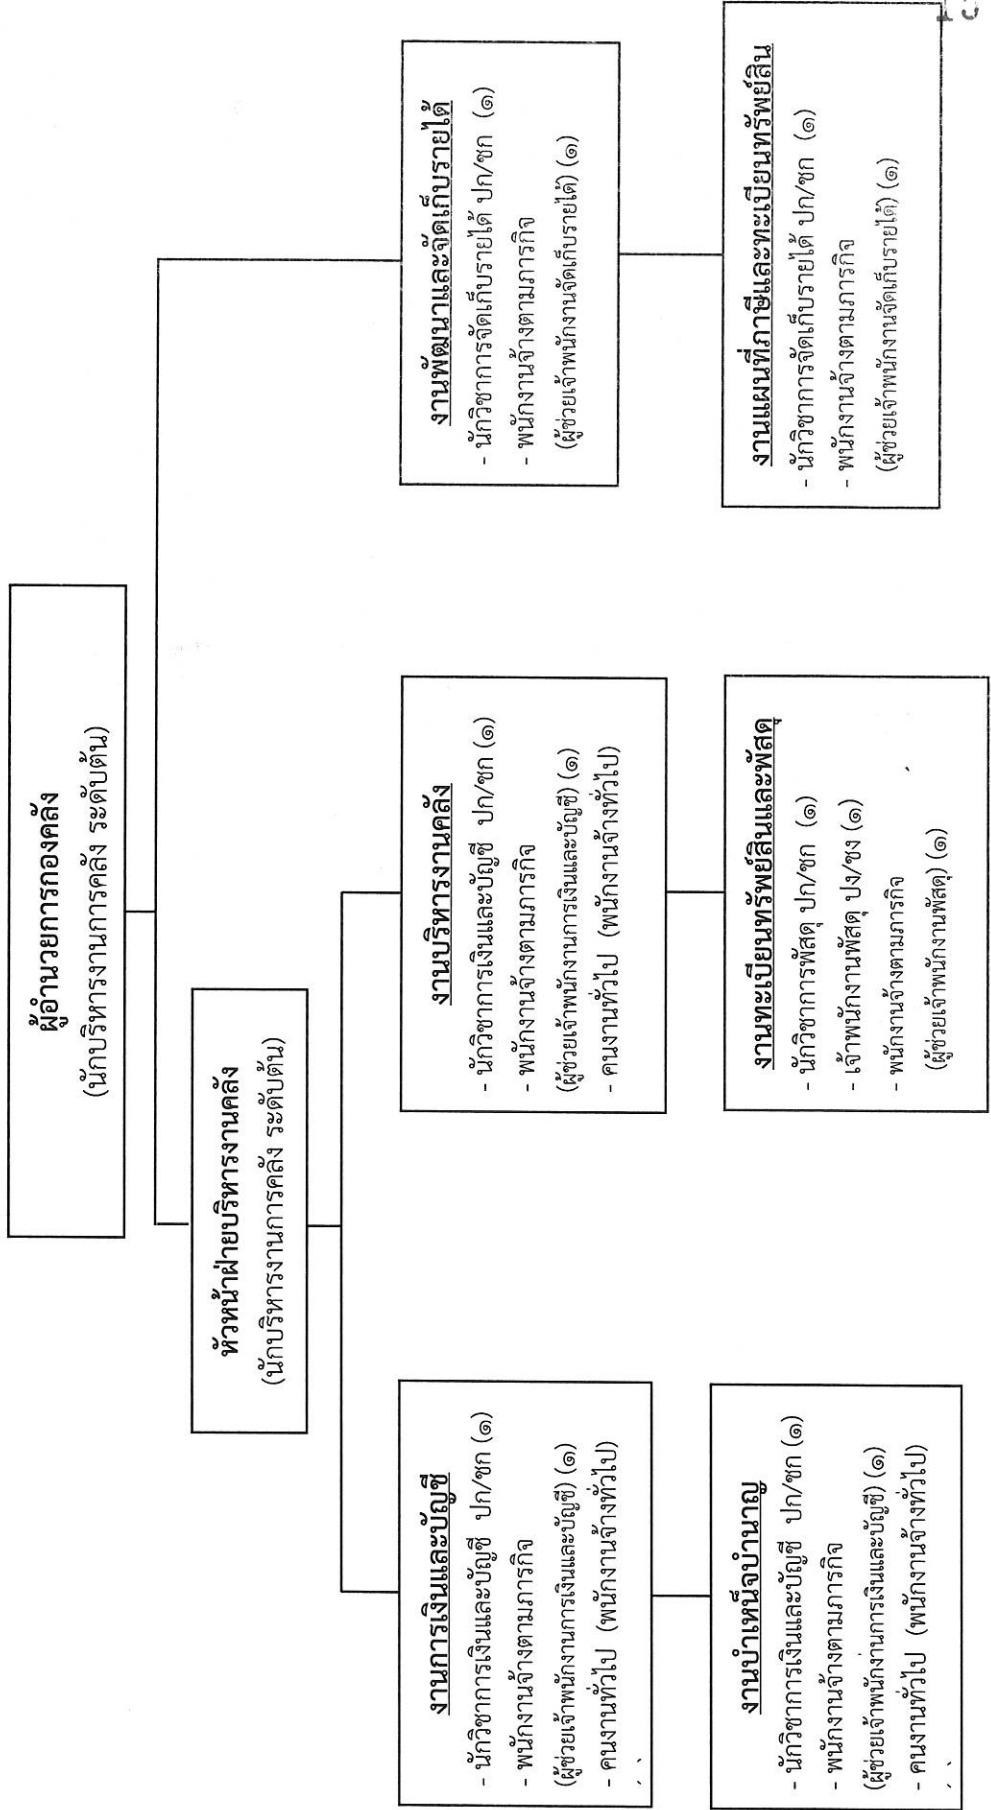 ผู้อำนวยการกองคลัง
(นักบริหารงานการคลัง ระดับต้น)
หัวหน้าฝ่ายบริหารงานคลัง
(นักบริหารงานการคลัง ระดับต้น)
งานการเงินและบัญชี
- นักวิชาการเงินและบัญชี ปก/ชก (๑)
- พนักงานจ้างตามภารกิจ
(ผู้ช่วยเจ้าพนักงานการเงินและบัญชี) (๑)
- คนงานทั่วไป (พนักงานจ้างทั่วไป)
งานบริหารงานคลัง
- นักวิชาการเงินและบัญชี ปก/ชก (๑)
- พนักงานจ้างตามภารกิจ
(ผู้ช่วยเจ้าพนักงานการเงินและบัญชี) (๑)
- คนงานทั่วไป (พนักงานจ้างทั่วไป)
งานพัฒนาและจัดเก็บรายได้
- นักวิชาการจัดเก็บรายได้ ปก/ชก (๑)
- พนักงานจ้างตามภารกิจ
(ผู้ช่วยเจ้าพนักงานจัดเก็บรายได้) (๑)
งานบำเหน็จบำนาญ
- นักวิชาการเงินและบัญชี ปก/ชก (๑)
- พนักงานจ้างตามภารกิจ
(ผู้ช่วยเจ้าพนักงานการเงินและบัญชี) (๑)
- คนงานทั่วไป (พนักงานจ้างทั่วไป)
งานทะเบียนทรัพย์สินและพัสดุ
- นักวิชาการพัสดุ ปก/ชก (๑)
- เจ้าพนักงานพัสดุ ปง/ชง (๑)
- พนักงานจ้างตามภารกิจ
(ผู้ช่วยเจ้าพนักงานพัสดุ) (๑)
งานแผนที่ภาษีและทะเบียนทรัพย์สิน
- นักวิชาการจัดเก็บรายได้ ปก/ชก (๑)
- พนักงานจ้างตามภารกิจ
(ผู้ช่วยเจ้าพนักงานจัดเก็บรายได้) (๑)